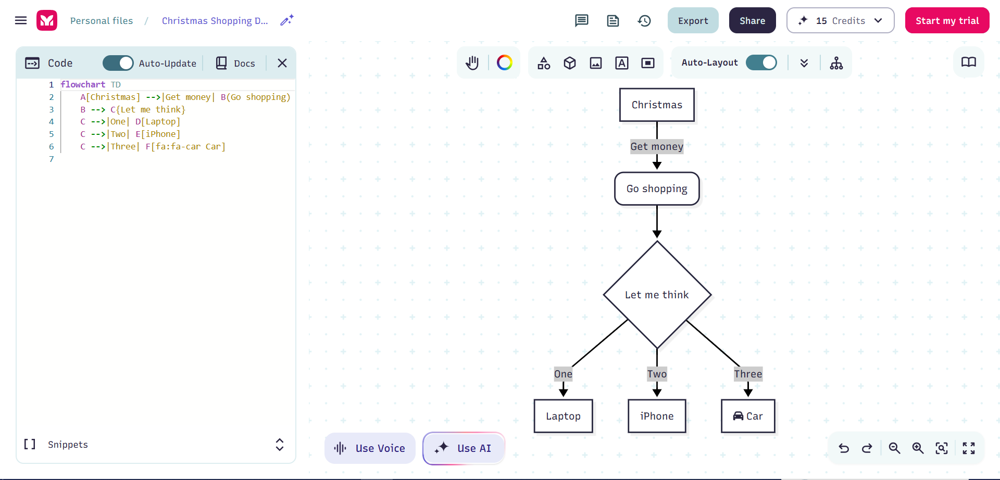 Personal files / Christmas Shopping D...
Export
Share
15 Credits
Start my trial
Code
Auto-Update
Docs
1 flowchart TD
2     A[Christmas] -->|Get money| B(Go shopping)
3     B --> C{Let me think}
4     C -->|One| D[Laptop]
5     C -->|Two| E[iPhone]
6     C -->|Three| F[fa:fa-car Car]
7
Snippets
Auto-Layout
Christmas
Get money
Go shopping
Let me think
One Two Three
Laptop iPhone Car
Use Voice
Use AI